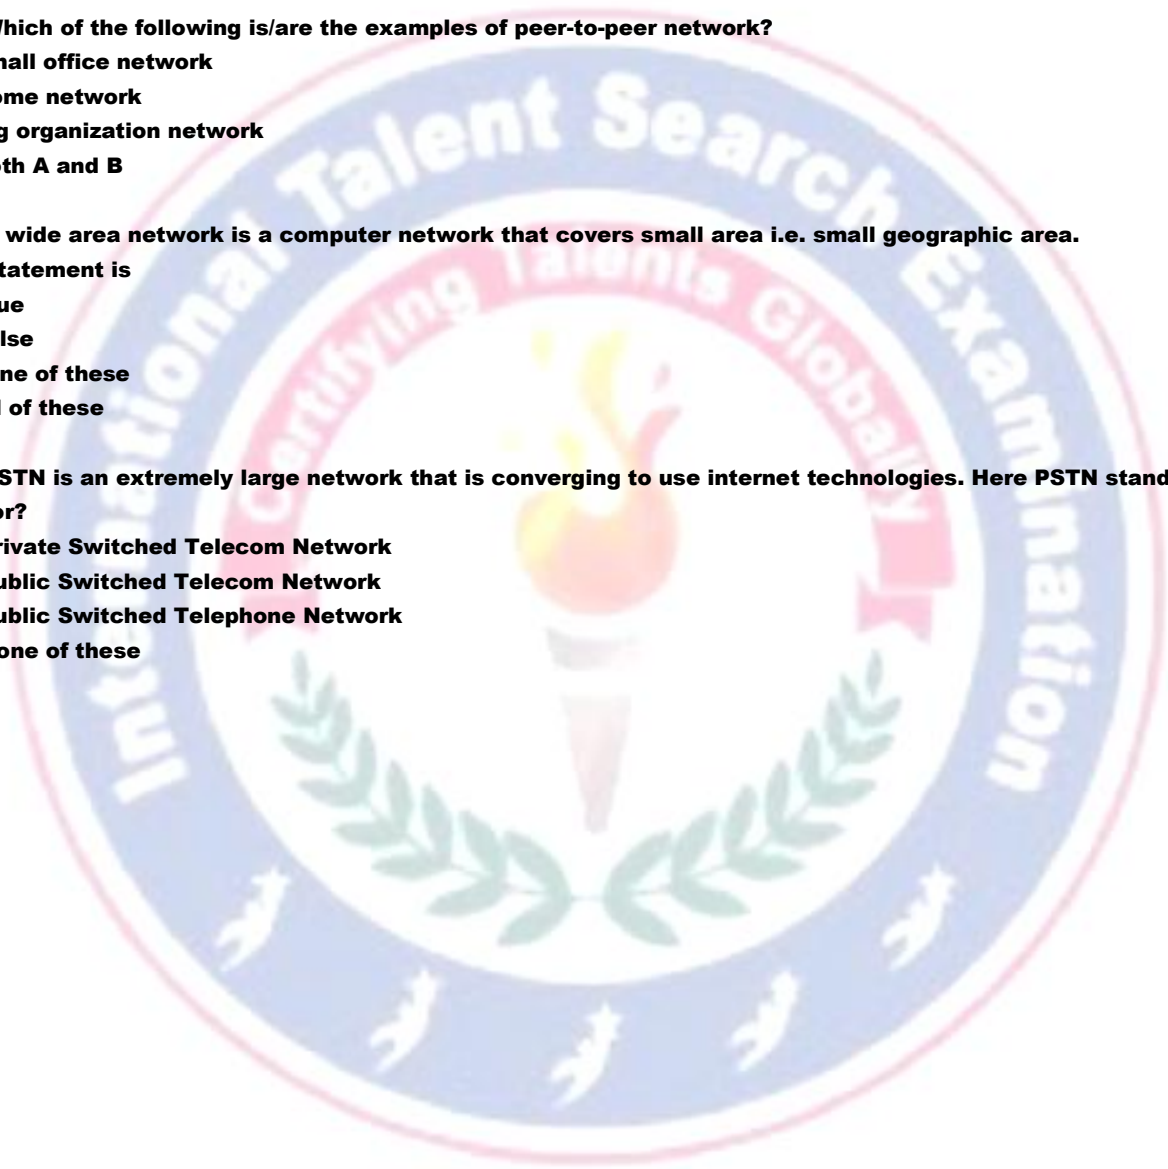 hich of the following is/are the examples of peer-to-peer network?
all office network
ome network
g organization network
th A and B
wide area network is a computer network that covers small area i.e. small geographic area.
tatement is
ue
lse
ne of these
l of these
STN is an extremely large network that is converging to use internet technologies. Here PSTN stand
or?
rivate Switched Telecom Network
ublic Switched Telecom Network
ublic Switched Telephone Network
one of these
International Talent Search Examination
Certifying Talents Globally